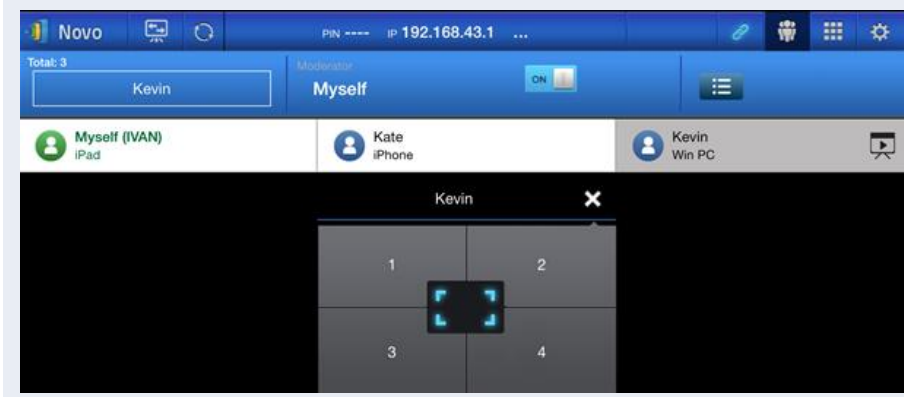 Novo PIN ---- IP 192.168.43.1 ...
Total: 3
Kevin
Moderator
Myself
ON
Myself (IVAN)
iPad
Kate
iPhone
Kevin
Win PC
Kevin
1 2
3 4